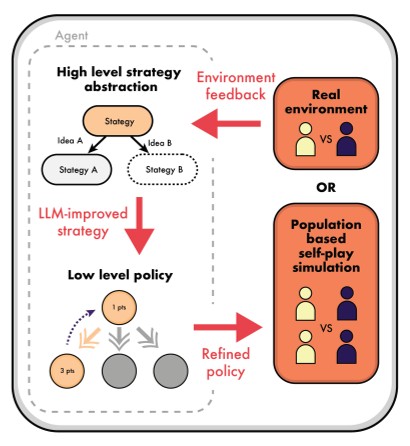 Agent
High level strategy
abstraction
Stategy
Idea A
Idea B
Stategy A
Stategy B
LLM-improved
strategy
Low level policy
1 pts
3 pts
Environment
feedback
Refined
policy
Real
environment
VS
OR
Population
based
self-play
simulation
VS